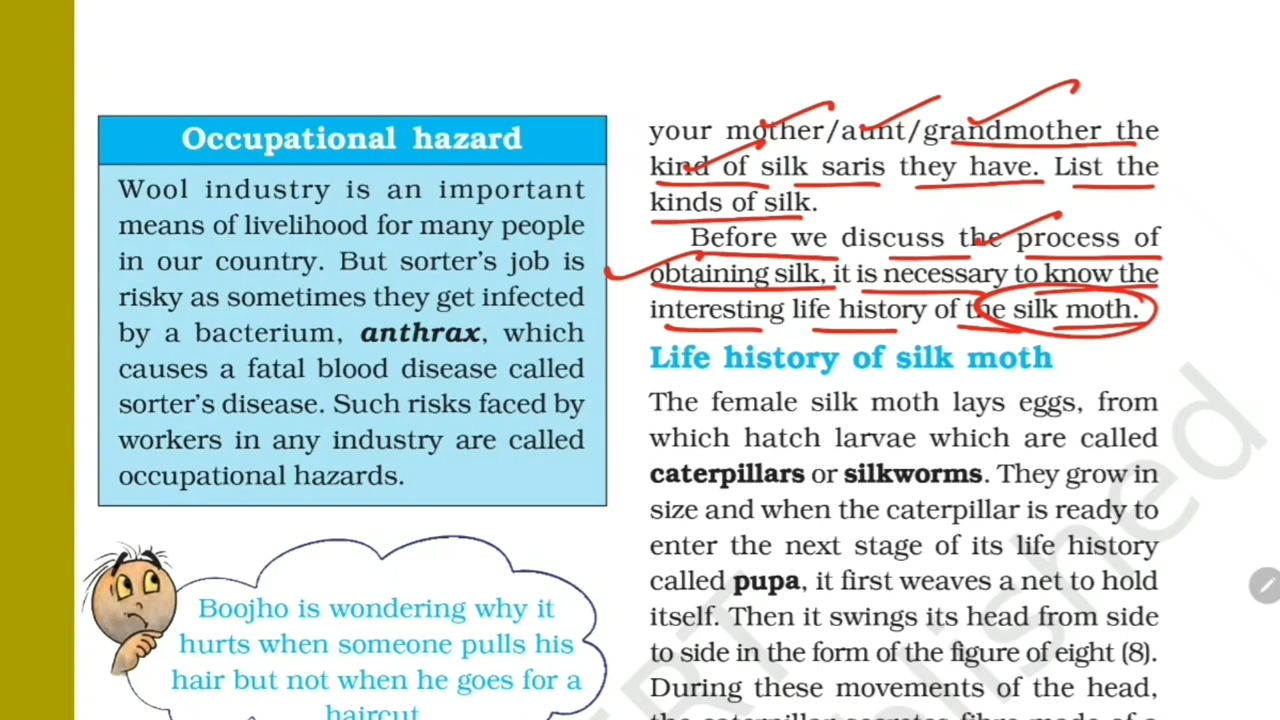 Occupational hazard
Wool industry is an important
means of livelihood for many people
in our country. But sorter's job is
risky as sometimes they get infected
by a bacterium, anthrax, which
causes a fatal blood disease called
sorter's disease. Such risks faced by
workers in any industry are called
occupational hazards.
Boojho is wondering why it
hurts when someone pulls his
hair but not when he goes for a
haircut
your mother/aunt/grandmother the
kind of silk saris they have. List the
kinds of silk.
Before we discuss the process of
obtaining silk, it is necessary to know the
interesting life history of the silk moth.
Life history of silk moth
The female silk moth lays eggs, from
which hatch larvae which are called
caterpillars or silkworms. They grow in
size and when the caterpillar is ready to
enter the next stage of its life history
called pupa, it first weaves a net to hold
itself. Then it swings its head from side
to side in the form of the figure of eight (8).
During these movements of the head,
the caterpillar secretes fibre made of a